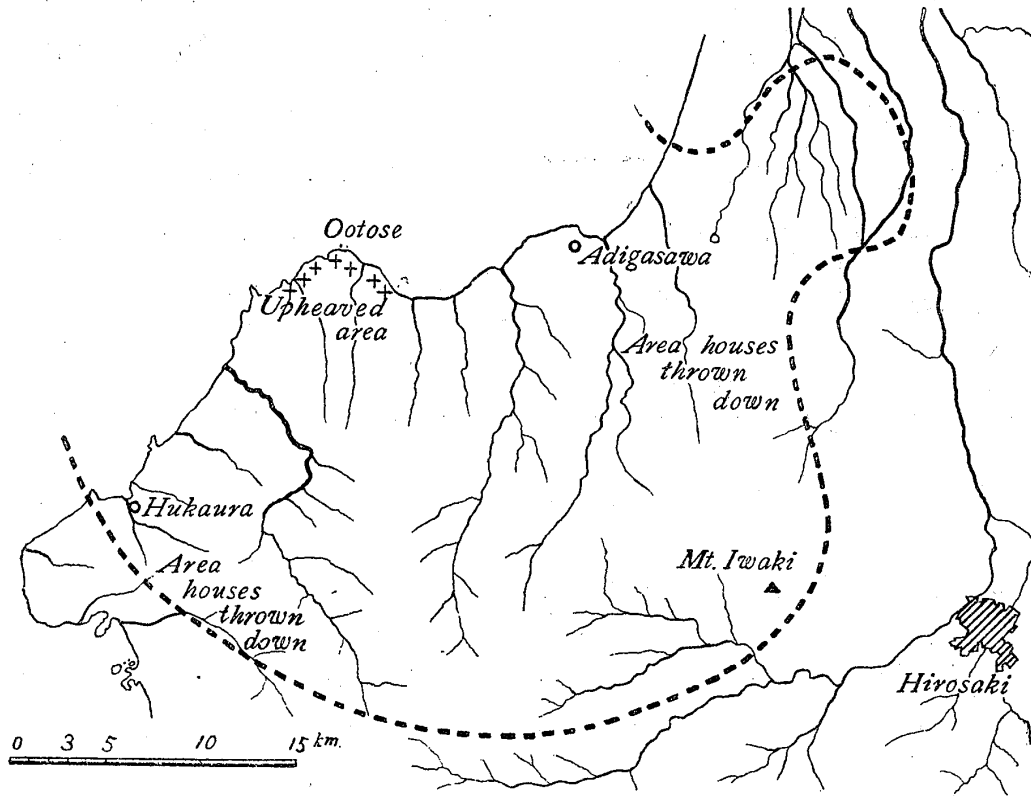 Ootose
Adigasawa
Upheaved
area
Area houses
thrown
down
Hukaura
Area
houses
thrown
down
Mt. Iwaki
Hirosaki
0 3 5 10 15 km.